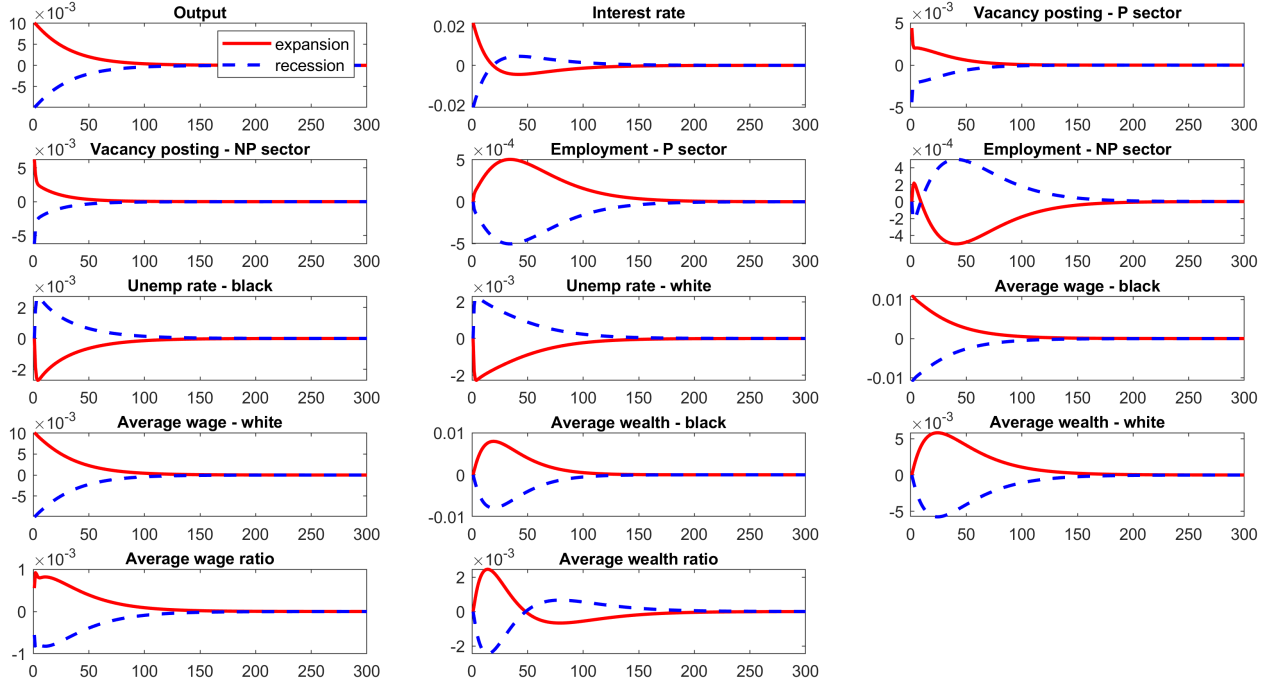 Output
×10^-3
10
5
0
-5
0 50 100 150 200 250 300
expansion
recession
Interest rate
0.02
0
-0.02
0 50 100 150 200 250 300
Vacancy posting - P sector
×10^-3
5
0
-5
0 50 100 150 200 250 300
Vacancy posting - NP sector
×10^-3
5
0
-5
0 50 100 150 200 250 300
Employment - P sector
×10^-4
5
0
-5
0 50 100 150 200 250 300
Employment - NP sector
×10^-4
4
2
0
-2
-4
0 50 100 150 200 250 300
Unemp rate - black
×10^-3
2
0
-2
0 50 100 150 200 250 300
Unemp rate - white
×10^-3
2
0
-2
0 50 100 150 200 250 300
Average wage - black
0.01
0
-0.01
0 50 100 150 200 250 300
Average wage - white
×10^-3
10
5
0
-5
0 50 100 150 200 250 300
Average wealth - black
0.01
0
-0.01
0 50 100 150 200 250 300
Average wealth - white
×10^-3
5
0
-5
0 50 100 150 200 250 300
Average wage ratio
×10^-3
1
0
-1
0 50 100 150 200 250 300
Average wealth ratio
×10^-3
2
0
-2
0 50 100 150 200 250 300